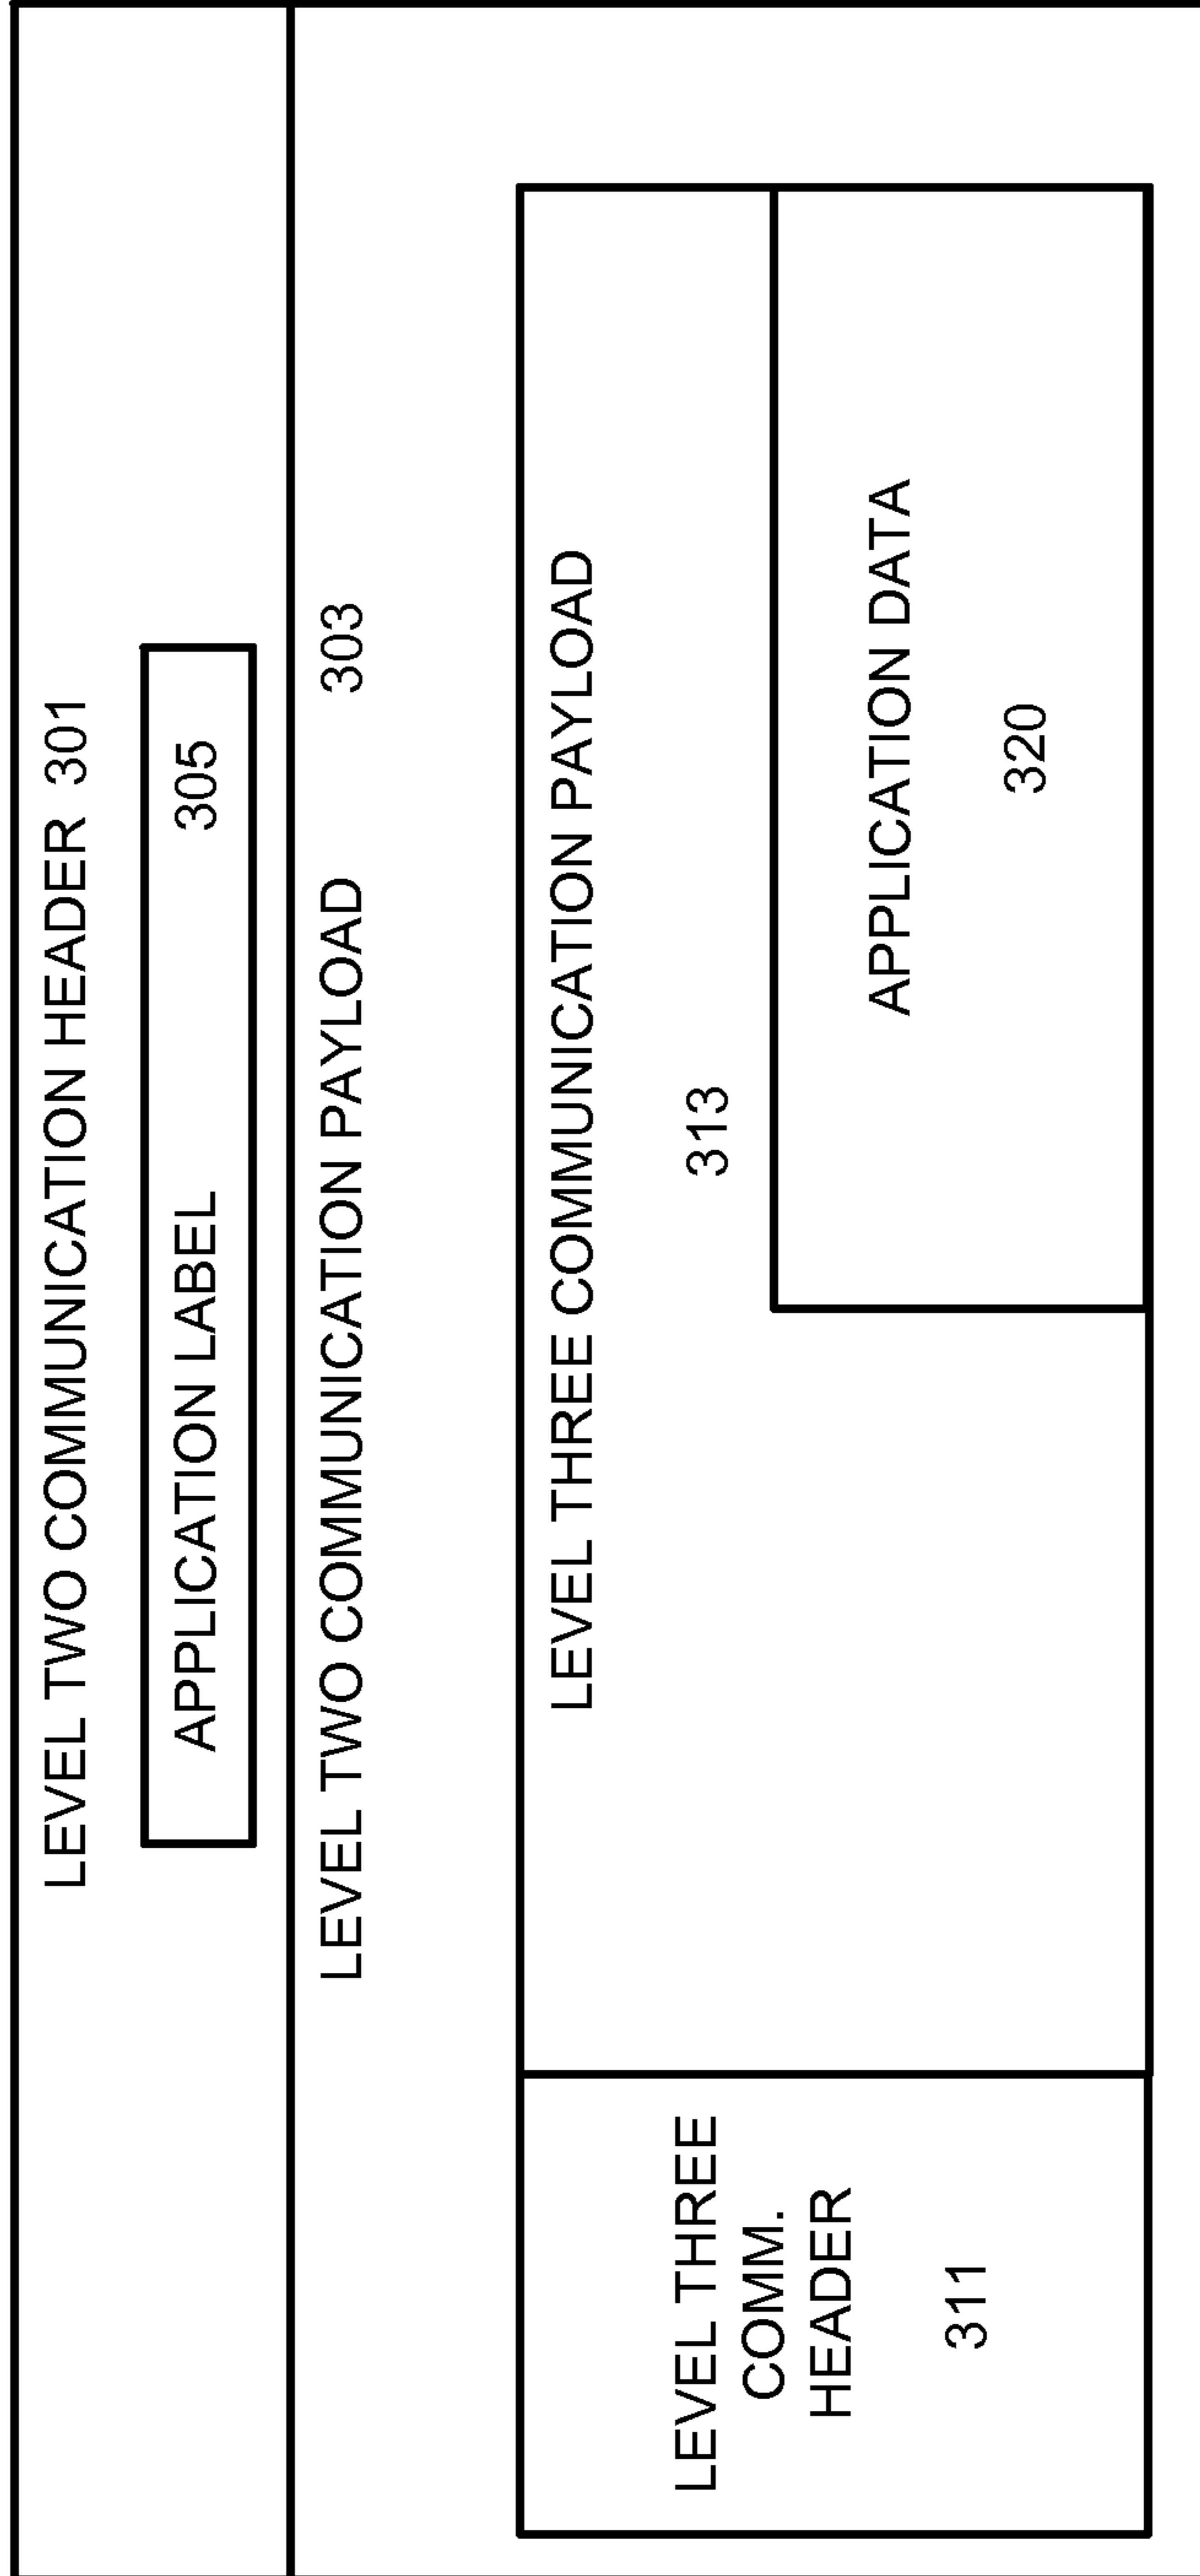 LEVEL TWO COMMUNICATION HEADER 301
APPLICATION LABEL 305
LEVEL TWO COMMUNICATION PAYLOAD 303
LEVEL THREE
COMM.
HEADER
311
LEVEL THREE COMMUNICATION PAYLOAD
313
APPLICATION DATA
320